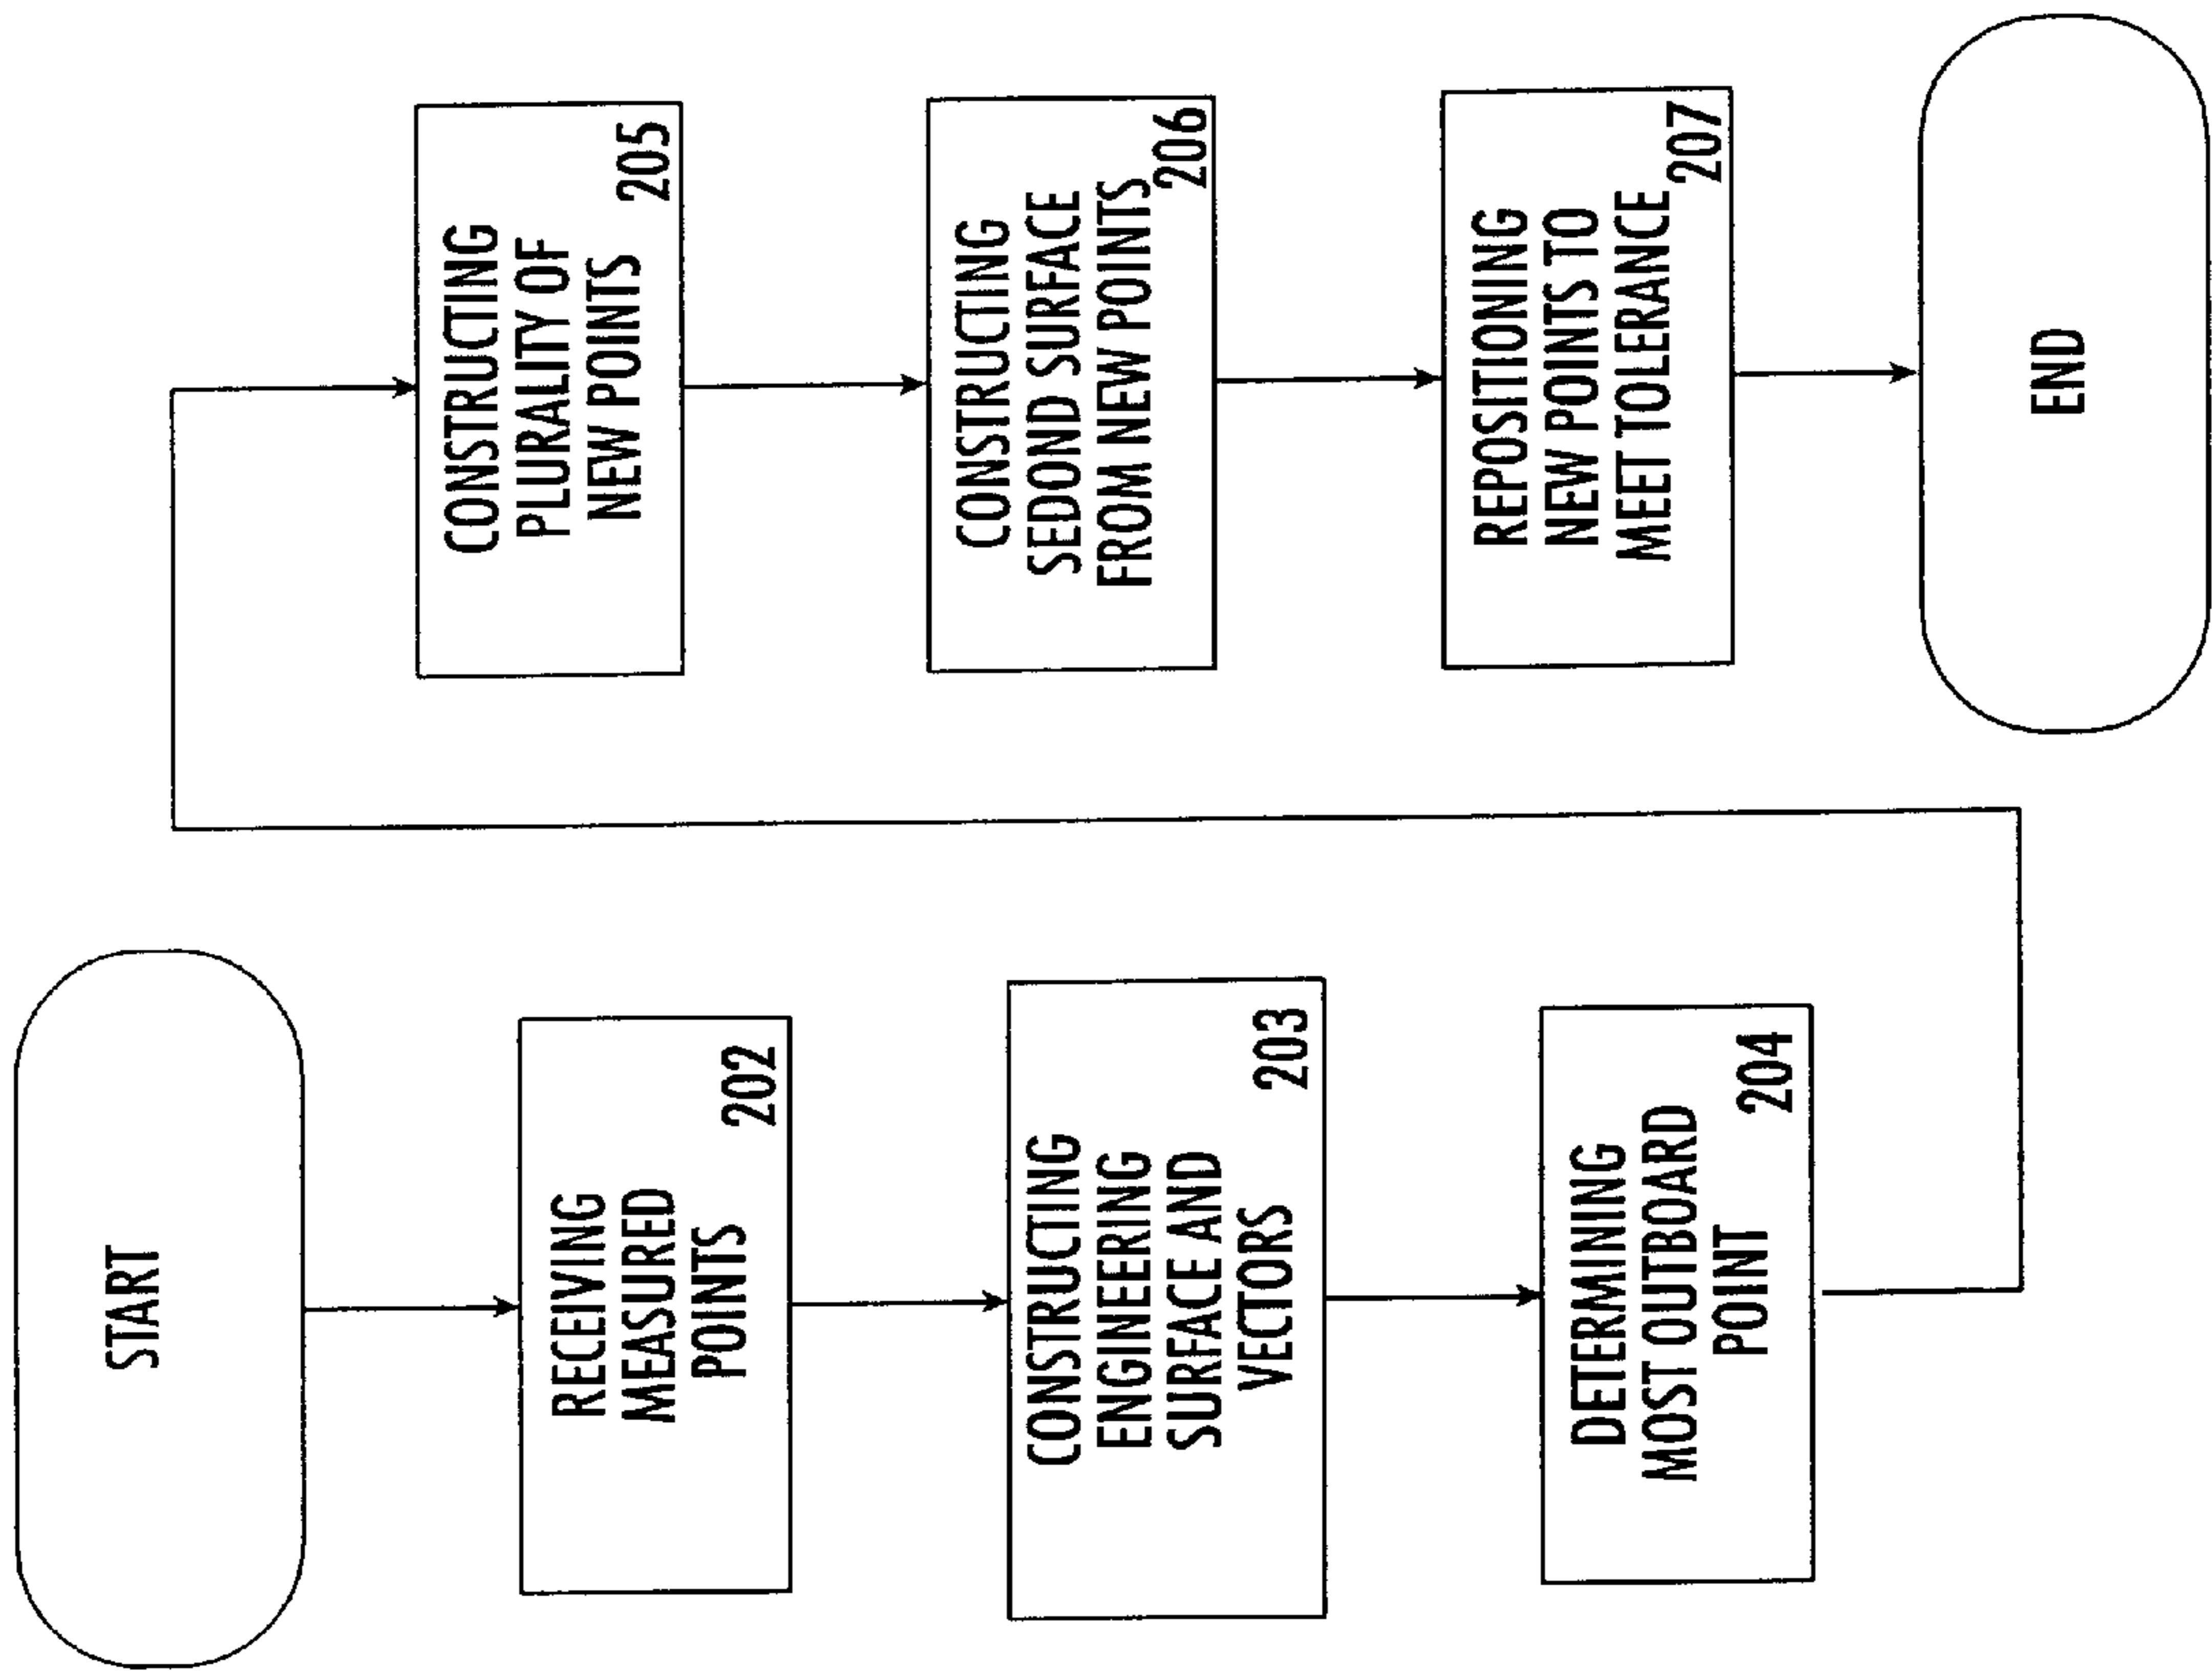 START
RECEIVING
MEASURED
POINTS
202
CONSTRUCTING
ENGINEERING
SURFACE AND
VECTORS
203
DETERMINING
MOST OUTBOARD
POINT
204
CONSTRUCTING
PLURALITY OF
NEW POINTS
205
CONSTRUCTING
SEDOND SURFACE
FROM NEW POINTS
206
REPOSITIONING
NEW POINTS TO
MEET TOLERANCE
207
END